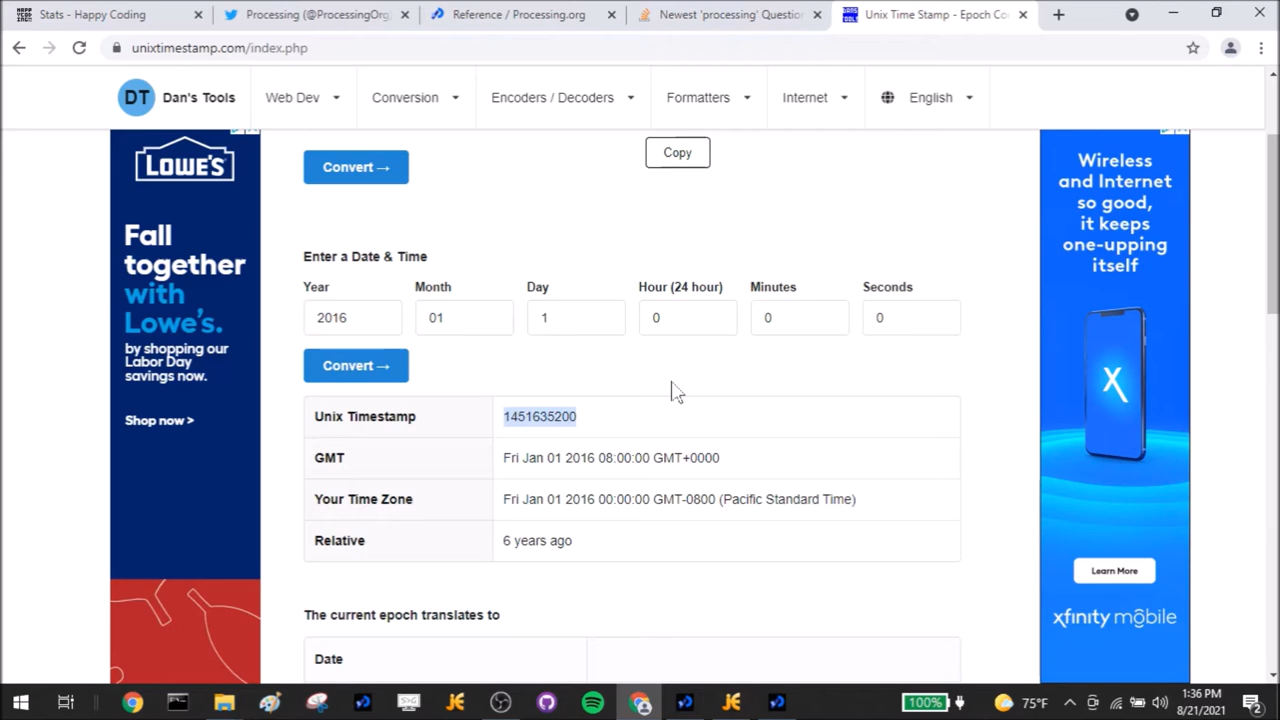 Stats - Happy Coding
Processing (@ProcessingOrg
Reference / Processing.org
Newest 'processing' Questio
Unix Time Stamp - Epoch Co
unixtimestamp.com/index.php
DT Dan's Tools
Web Dev
Conversion
Encoders / Decoders
Formatters
Internet
English
LOWE'S
Fall
together
with
Lowe's.
by shopping our
Labor Day
savings now.
Shop now >
Convert →
Copy
Enter a Date & Time
Year Month Day Hour (24 hour) Minutes Seconds
2016 01 1 0 0 0
Convert →
Unix Timestamp 1451635200
GMT Fri Jan 01 2016 08:00:00 GMT+0000
Your Time Zone Fri Jan 01 2016 00:00:00 GMT-0800 (Pacific Standard Time)
Relative 6 years ago
The current epoch translates to
Date
Wireless
and Internet
so good,
it keeps
one-upping
itself
X
Learn More
xfinity mobile
100%
75°F
1:36 PM
8/21/2021
2